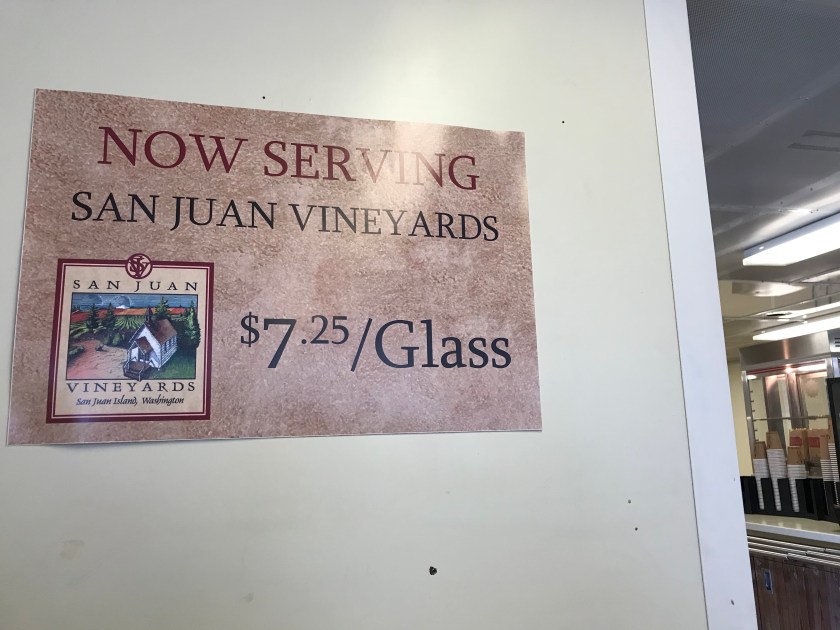 NOW SERVING
SAN JUAN VINEYARDS
SAN JUAN
VINEYARDS
San Juan Island, Washington
$7.25/Glass